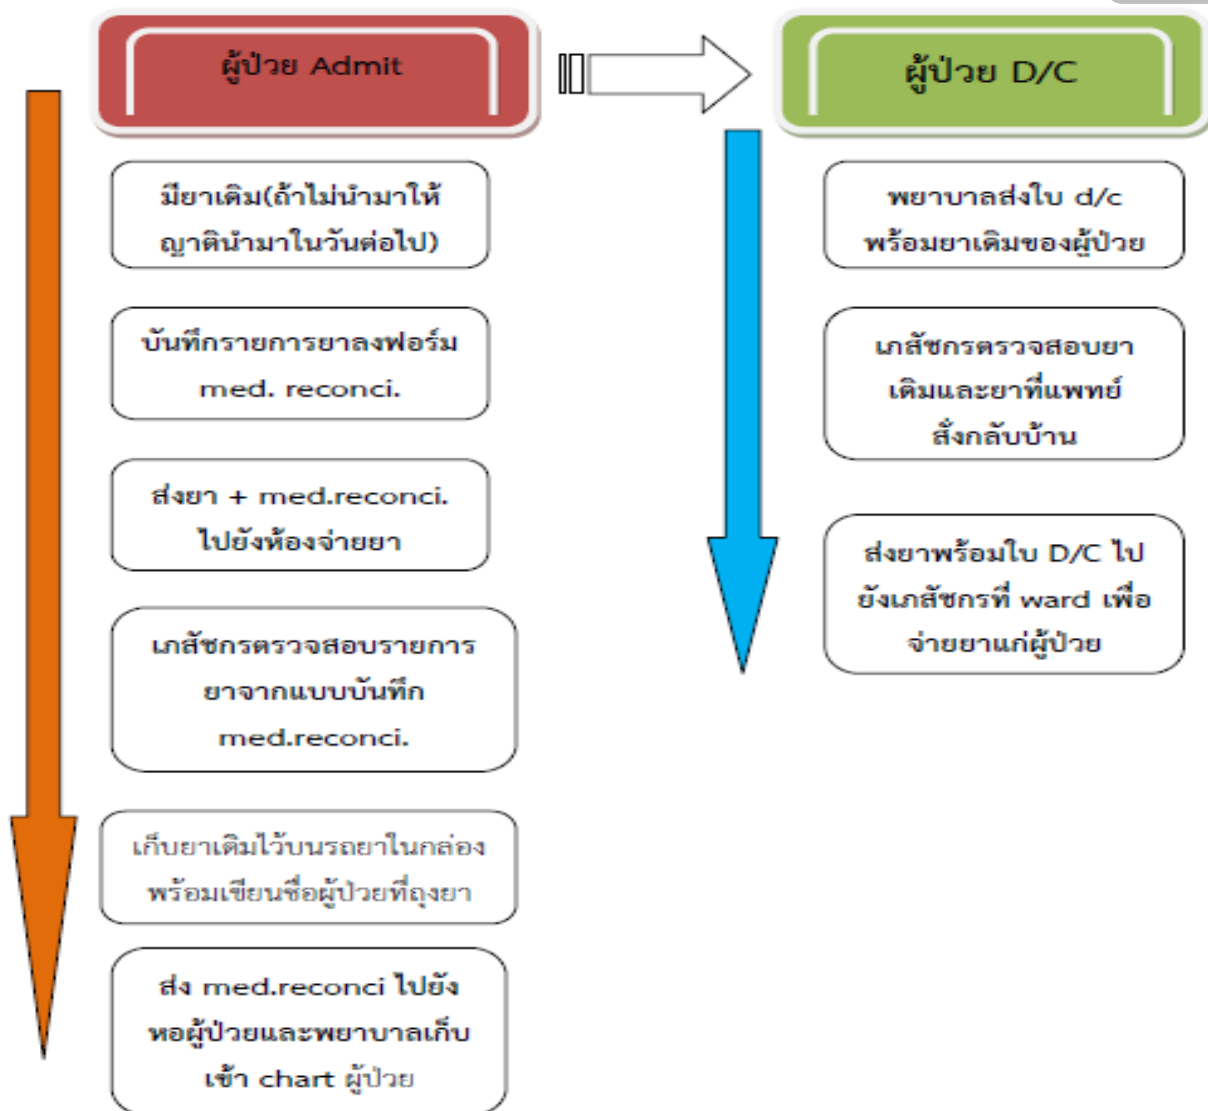 ผู้ป่วย Admit
มียาเดิม(ถ้าไม่นำมาให้
ญาตินำมาในวันต่อไป)
บันทึกรายการยาลงฟอร์ม
med. reconci.
ส่งยา + med.reconci.
ไปยังห้องจ่ายยา
เภสัชกรตรวจสอบรายการ
ยาจากแบบบันทึก
med.reconci.
เก็บยาเดิมไว้บนรถยาในกล่อง
พร้อมเขียนชื่อผู้ป่วยที่ถุงยา
ส่ง med.reconci ไปยัง
หอผู้ป่วยและพยาบาลเก็บ
เข้า chart ผู้ป่วย
ผู้ป่วย D/C
พยาบาลส่งใบ d/c
พร้อมยาเดิมของผู้ป่วย
เภสัชกรตรวจสอบยา
เดิมและยาที่แพทย์
สั่งกลับบ้าน
ส่งยาพร้อมใบ D/C ไป
ยังเภสัชกรที่ ward เพื่อ
จ่ายยาแก่ผู้ป่วย